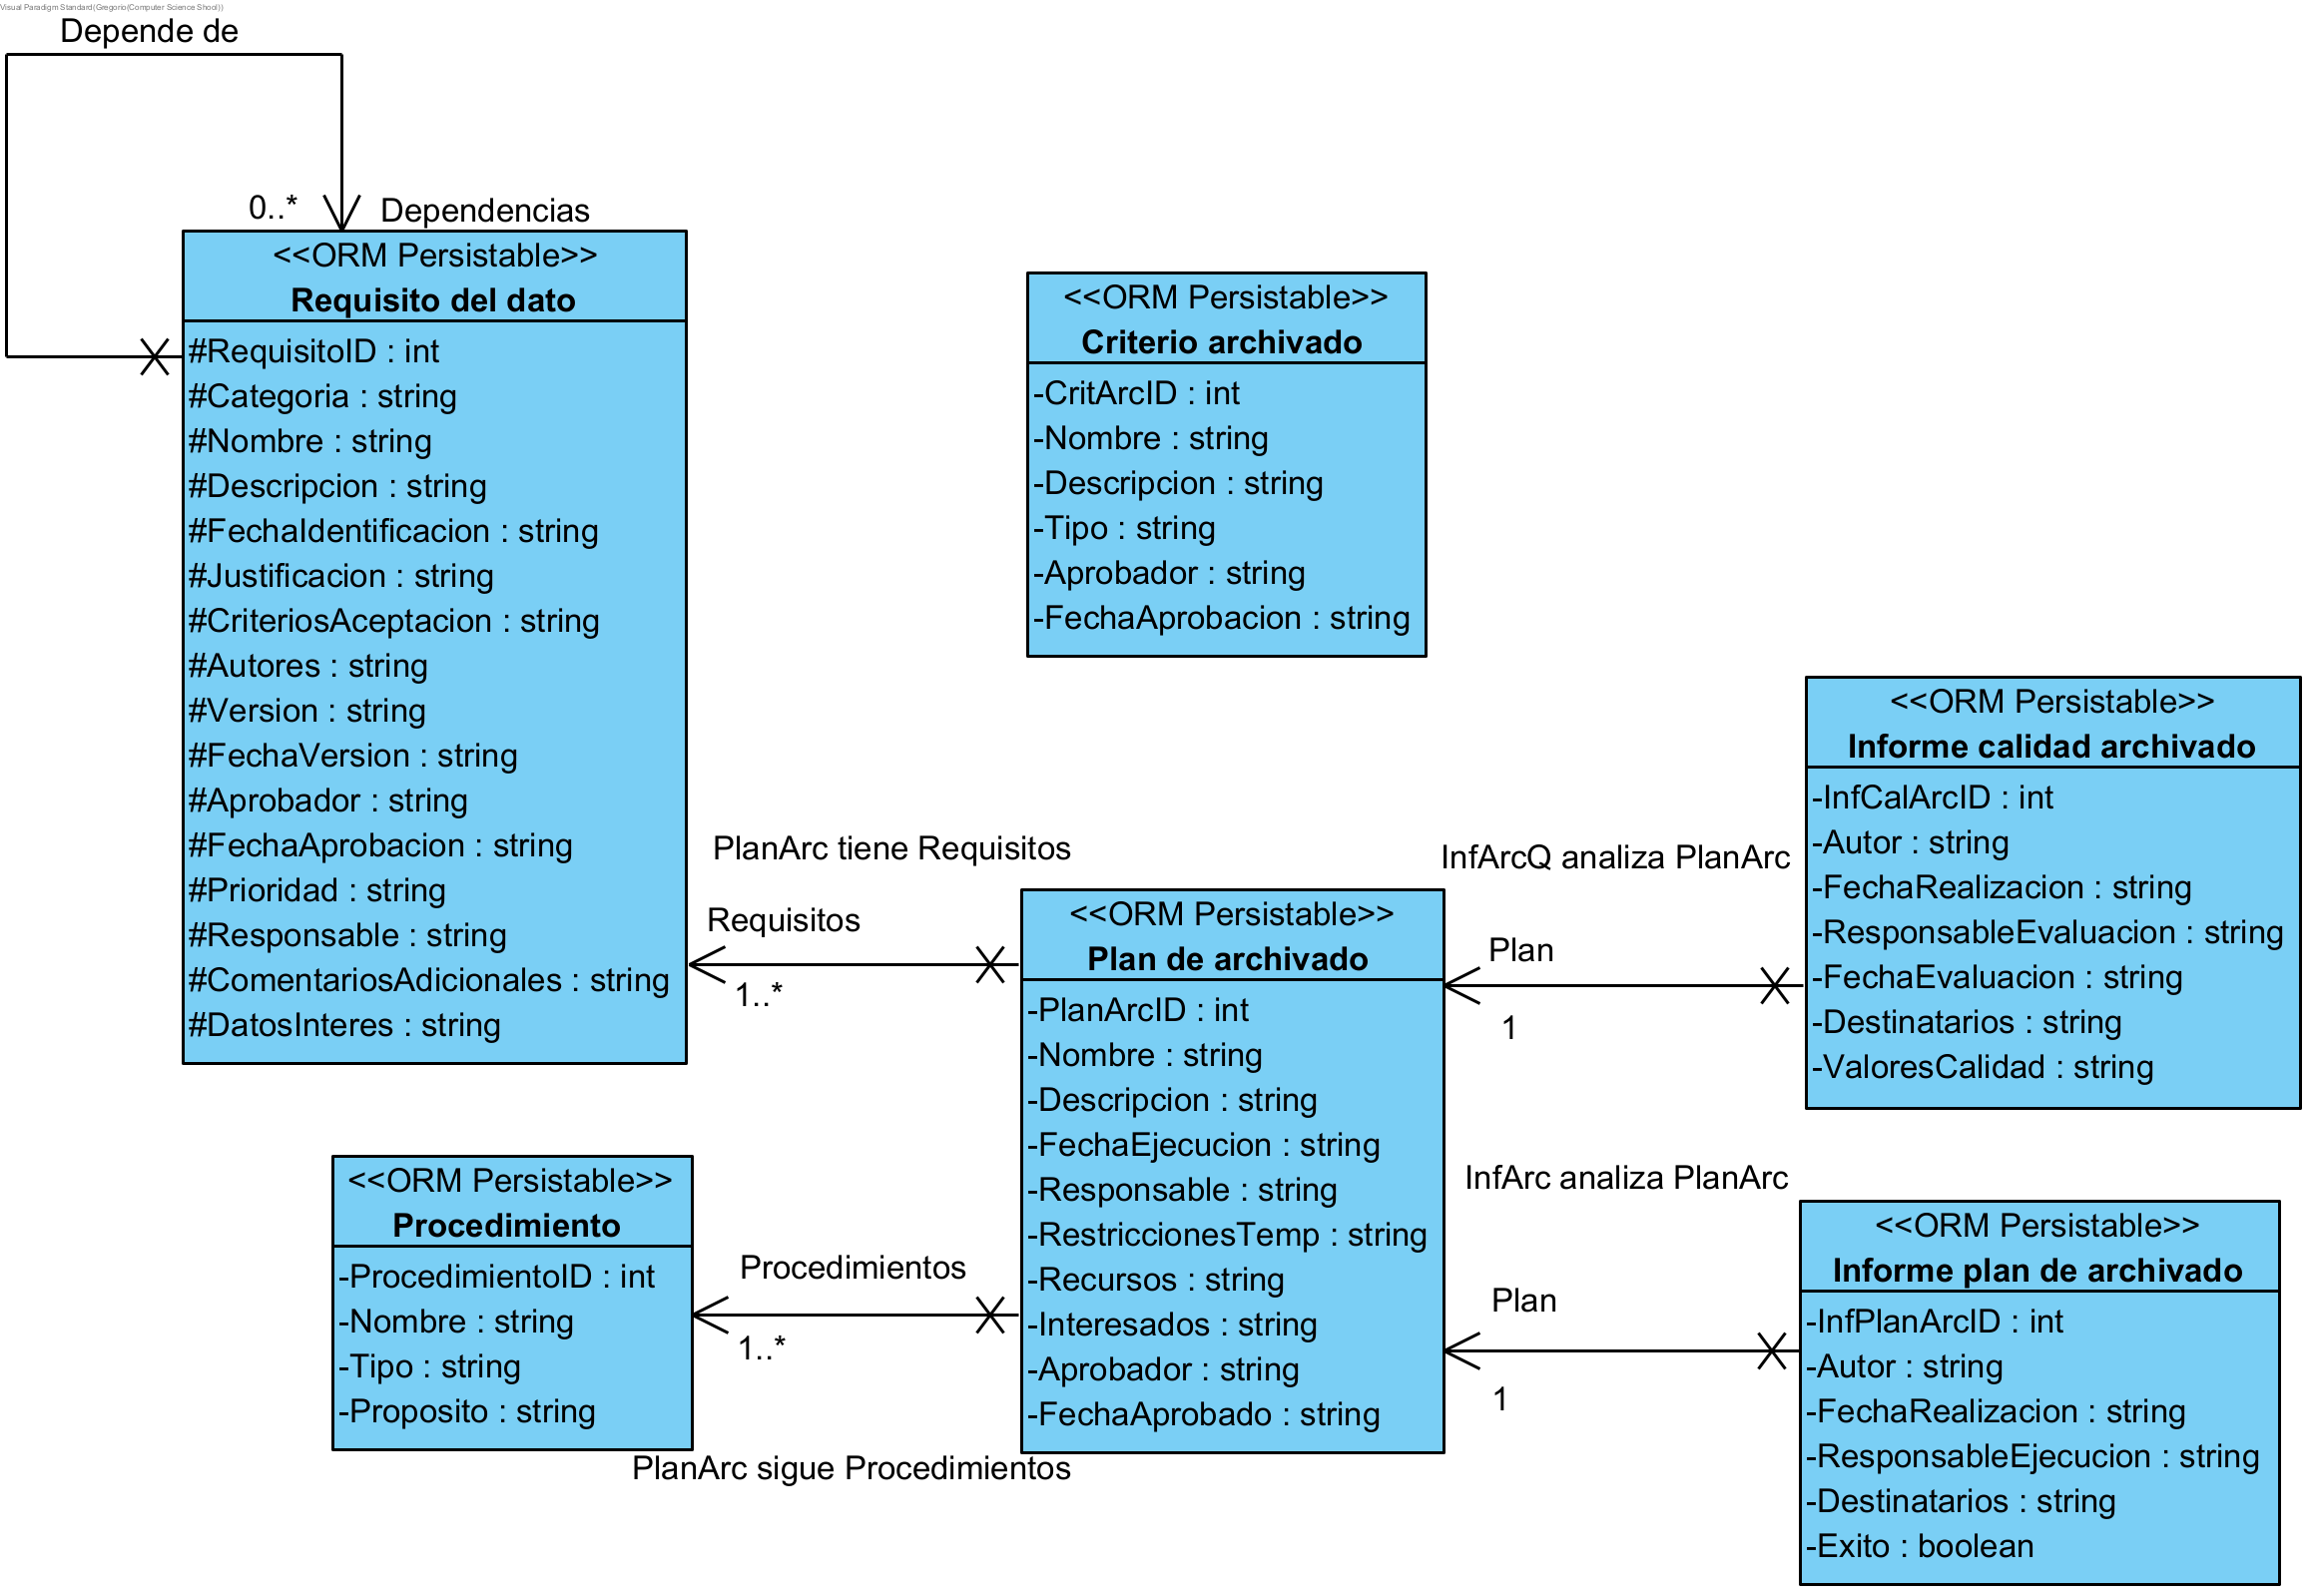 Visual Paradigm Standard(Gregorio(Computer Science Shool))
Depende de
0..*
Dependencias
<<ORM Persistable>>
Requisito del dato
#RequisitoID : int
#Categoria : string
#Nombre : string
#Descripcion : string
#FechaIdentificacion : string
#Justificacion : string
#CriteriosAceptacion : string
#Autores : string
#Version : string
#FechaVersion : string
#Aprobador : string
#FechaAprobacion : string
#Prioridad : string
#Responsable : string
#ComentariosAdicionales : string
#DatosInteres : string
<<ORM Persistable>>
Criterio archivado
-CritArcID : int
-Nombre : string
-Descripcion : string
-Tipo : string
-Aprobador : string
-FechaAprobacion : string
PlanArc tiene Requisitos
Requisitos
1..*
<<ORM Persistable>>
Plan de archivado
-PlanArcID : int
-Nombre : string
-Descripcion : string
-FechaEjecucion : string
-Responsable : string
-RestriccionesTemp : string
-Recursos : string
-Interesados : string
-Aprobador : string
-FechaAprobado : string
InfArcQ analiza PlanArc
Plan
1
<<ORM Persistable>>
Informe calidad archivado
-InfCalArcID : int
-Autor : string
-FechaRealizacion : string
-ResponsableEvaluacion : string
-FechaEvaluacion : string
-Destinatarios : string
-ValoresCalidad : string
<<ORM Persistable>>
Procedimiento
-ProcedimientoID : int
-Nombre : string
-Tipo : string
-Proposito : string
Procedimientos
1..*
PlanArc sigue Procedimientos
InfArc analiza PlanArc
Plan
1
<<ORM Persistable>>
Informe plan de archivado
-InfPlanArcID : int
-Autor : string
-FechaRealizacion : string
-ResponsableEjecucion : string
-Destinatarios : string
-Exito : boolean